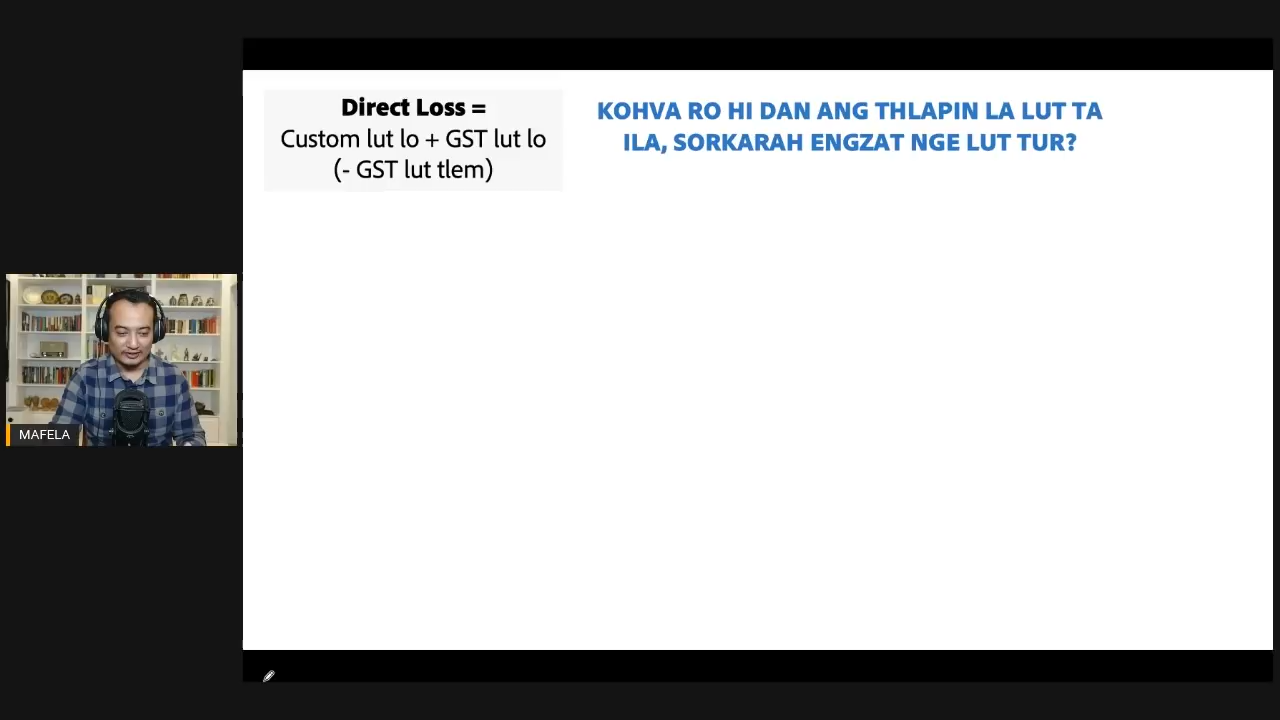 Direct Loss =
Custom lut lo + GST lut lo
(- GST lut tlem)
KOHVA RO HI DAN ANG THLAPIN LA LUT TA
ILA, SORKARAH ENGZAT NGE LUT TUR?
MAFELA